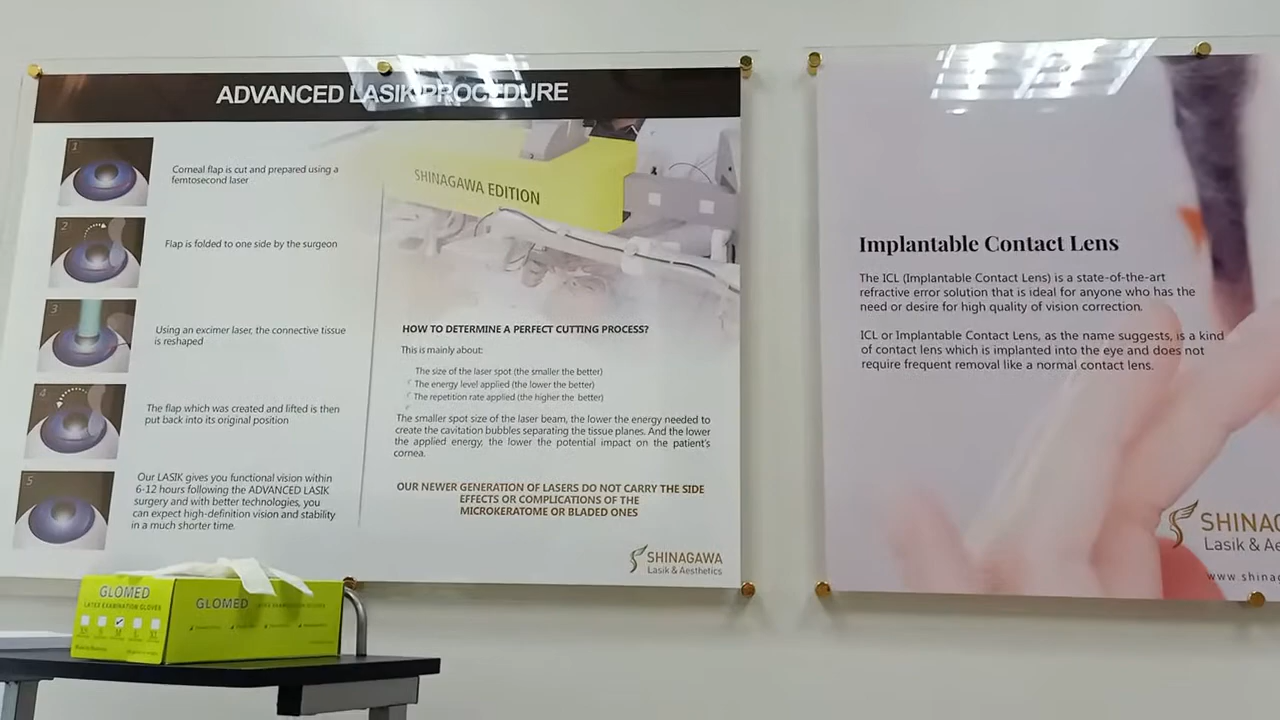 ADVANCED LASIK PROCEDURE
1
Corneal flap is cut and prepared using a
femtosecond laser
2
Flap is folded to one side by the surgeon
3
Using an excimer laser, the connective tissue
is reshaped
4
The flap which was created and lifted is then
put back into its original position
5
Our LASIK gives you functional vision within
6-12 hours following the ADVANCED LASIK
surgery and with better technologies, you
can expect high-definition vision and stability
in a much shorter time.
SHINAGAWA EDITION
HOW TO DETERMINE A PERFECT CUTTING PROCESS?
This is mainly about:
The size of the laser spot (the smaller the better)
The energy level applied (the lower the better)
The repetition rate applied (the higher the better)
The smaller spot size of the laser beam, the lower the energy needed to
create the cavitation bubbles separating the tissue planes. And the lower
the applied energy, the lower the potential impact on the patient's
cornea.
OUR NEWER GENERATION OF LASERS DO NOT CARRY THE SIDE
EFFECTS OR COMPLICATIONS OF THE
MICROKERATOME OR BLADED ONES
SHINAGAWA
Lasik & Aesthetics
Implantable Contact Lens
The ICL (Implantable Contact Lens) is a state-of-the-art
refractive error solution that is ideal for anyone who has the
need or desire for high quality of vision correction.
ICL or Implantable Contact Lens, as the name suggests, is a kind
of contact lens which is implanted into the eye and does not
require frequent removal like a normal contact lens.
SHINAG
Lasik & Ae
www.shinag
GLOMED
LATEX EXAMINATION GLOVES
XS S M L XL
GLOMED LATEX EXAMINATION GLOVES